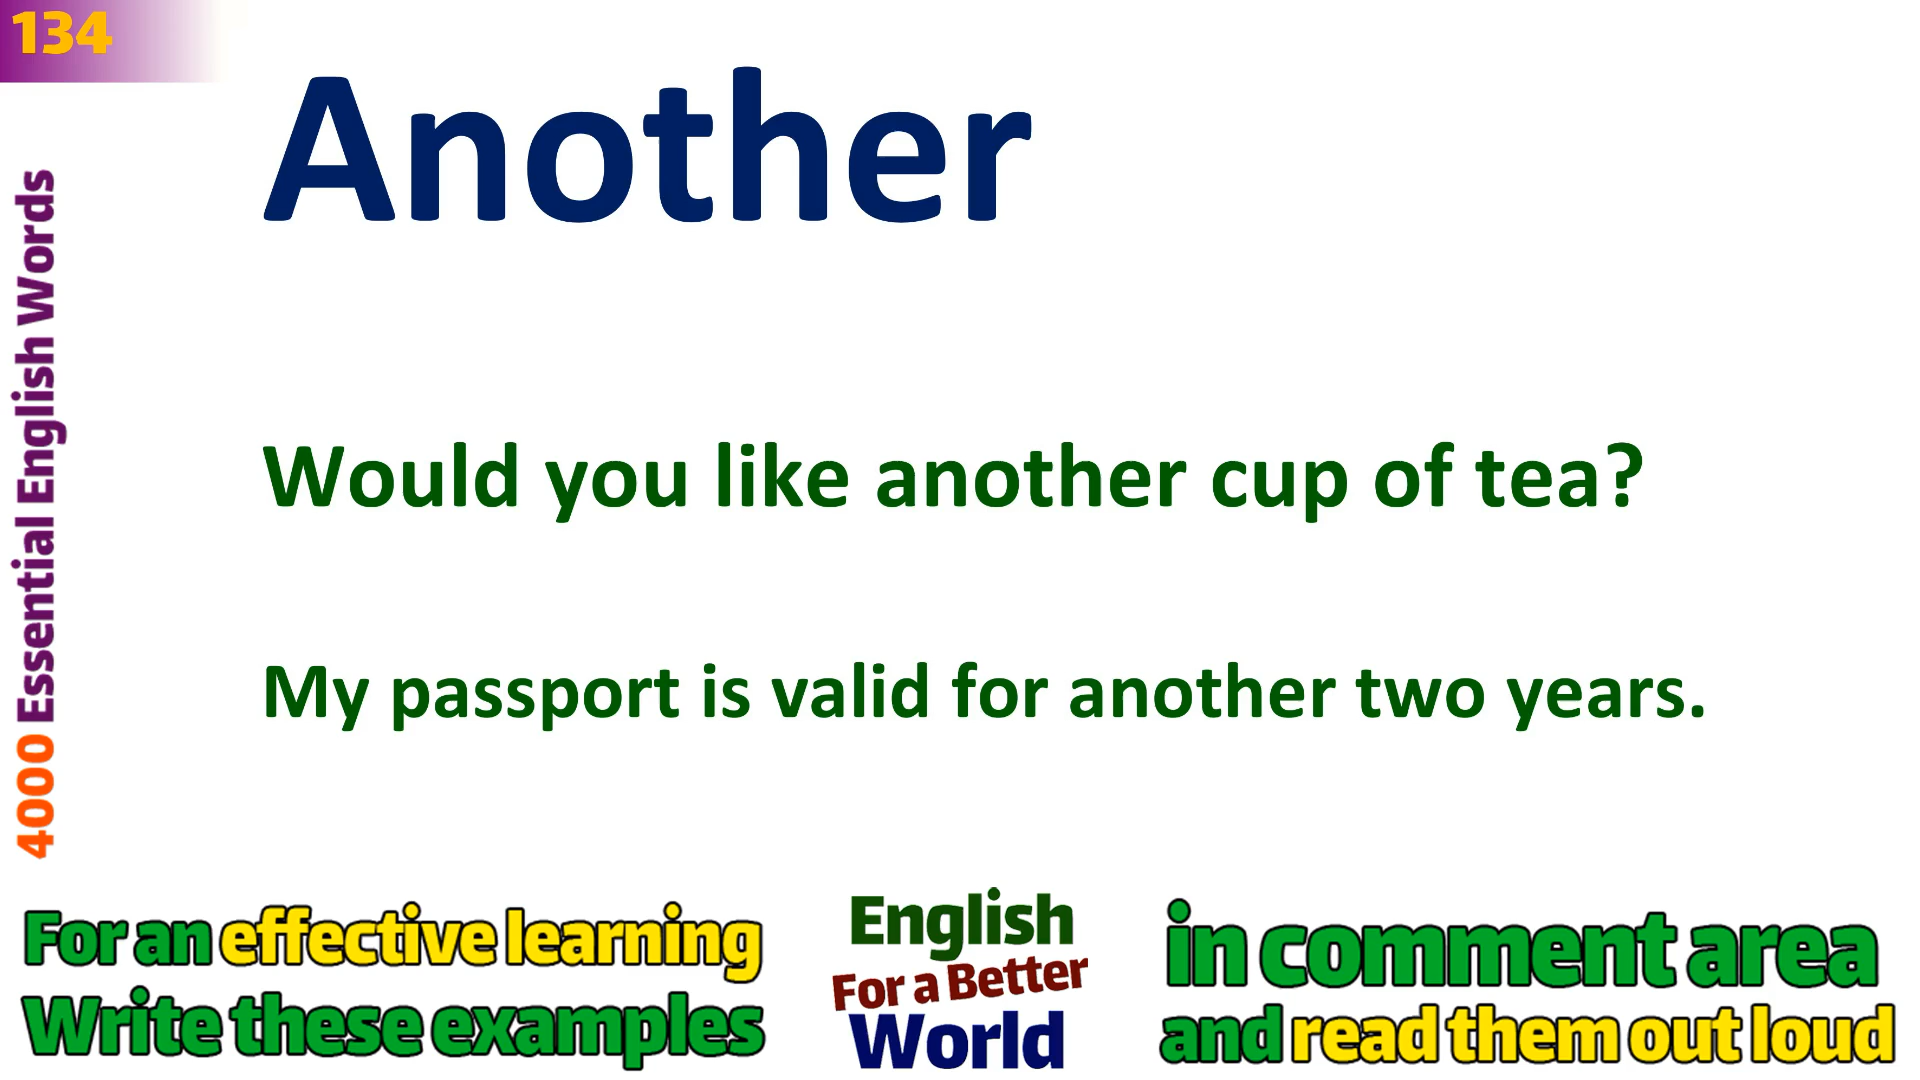 134
Another
4000 Essential English Words
Would you like another cup of tea?
My passport is valid for another two years.
For an effective learning
Write these examples
English
For a Better
World
in comment area
and read them out loud